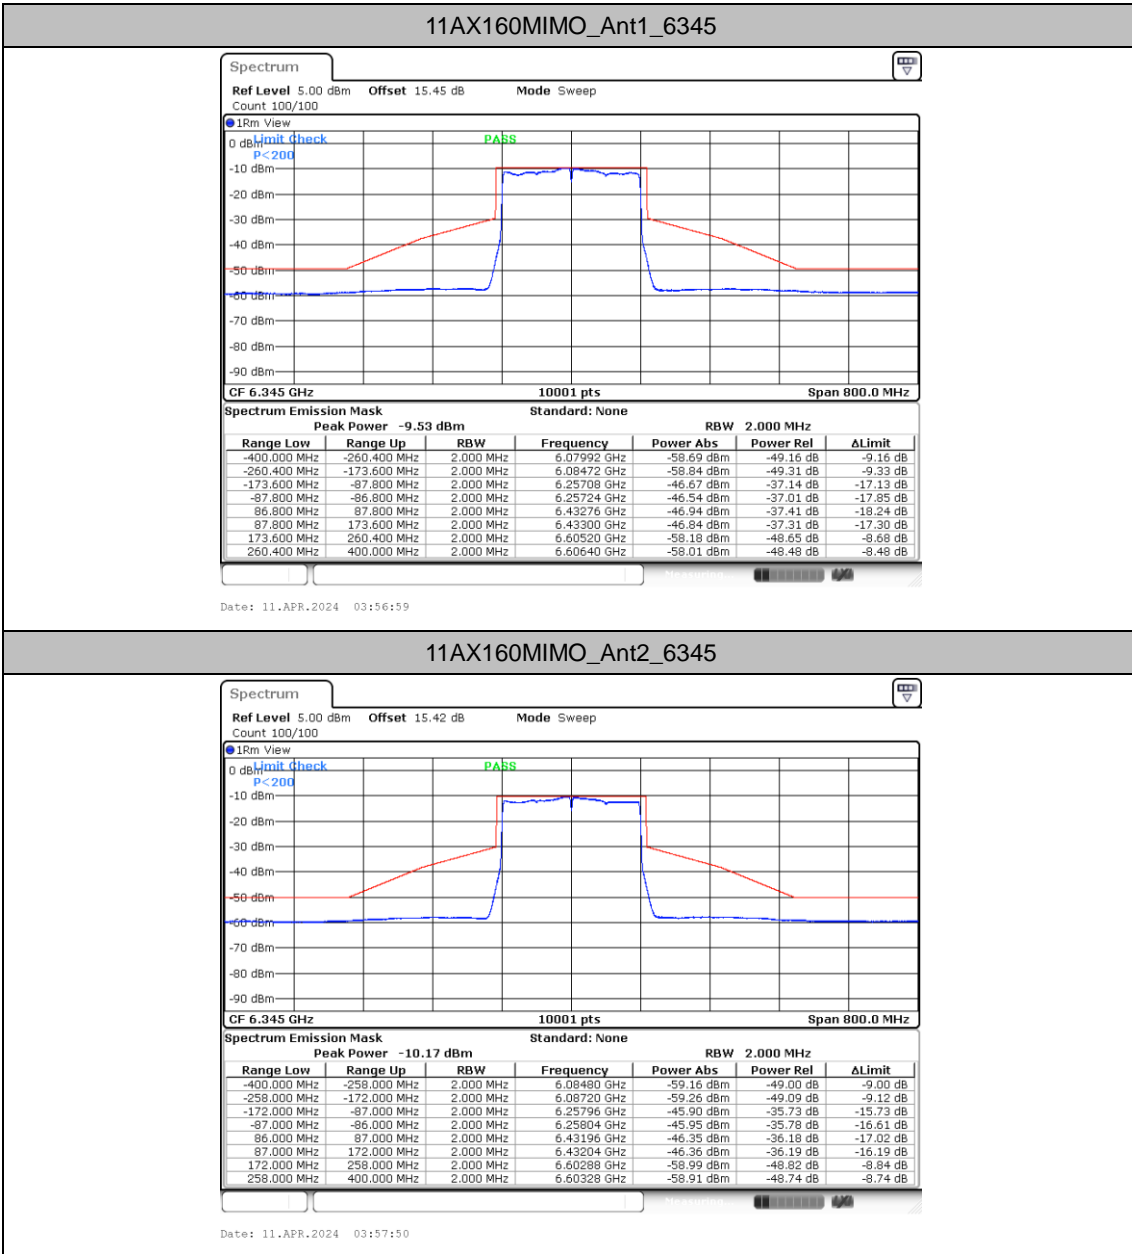 11AX160MIMO_Ant1_6345
Spectrum
Ref Level 5.00 dBm Offset 15.45 dB Mode Sweep
Count 100/100
1Rm View
0 dBm Limit Check PASS
P<200
-10 dBm
-20 dBm
-30 dBm
-40 dBm
-50 dBm
-60 dBm
-70 dBm
-80 dBm
-90 dBm
CF 6.345 GHz 10001 pts Span 800.0 MHz
Spectrum Emission Mask Standard: None
Peak Power -9.53 dBm RBW 2.000 MHz
Range Low Range Up RBW Frequency Power Abs Power Rel ΔLimit
-400.000 MHz -260.400 MHz 2.000 MHz 6.07992 GHz -58.69 dBm -49.16 dB -9.16 dB
-260.400 MHz -173.600 MHz 2.000 MHz 6.08472 GHz -58.84 dBm -49.31 dB -9.33 dB
-173.600 MHz -87.800 MHz 2.000 MHz 6.25708 GHz -46.67 dBm -37.14 dB -17.13 dB
-87.800 MHz -86.800 MHz 2.000 MHz 6.25724 GHz -46.54 dBm -37.01 dB -17.85 dB
86.800 MHz 87.800 MHz 2.000 MHz 6.43276 GHz -46.94 dBm -37.41 dB -18.24 dB
87.800 MHz 173.600 MHz 2.000 MHz 6.43300 GHz -46.84 dBm -37.31 dB -17.30 dB
173.600 MHz 260.400 MHz 2.000 MHz 6.60520 GHz -58.18 dBm -48.65 dB -8.68 dB
260.400 MHz 400.000 MHz 2.000 MHz 6.60640 GHz -58.01 dBm -48.48 dB -8.48 dB
Date: 11.APR.2024 03:56:59
11AX160MIMO_Ant2_6345
Spectrum
Ref Level 5.00 dBm Offset 15.42 dB Mode Sweep
Count 100/100
1Rm View
0 dBm Limit Check PASS
P<200
-10 dBm
-20 dBm
-30 dBm
-40 dBm
-50 dBm
-60 dBm
-70 dBm
-80 dBm
-90 dBm
CF 6.345 GHz 10001 pts Span 800.0 MHz
Spectrum Emission Mask Standard: None
Peak Power -10.17 dBm RBW 2.000 MHz
Range Low Range Up RBW Frequency Power Abs Power Rel ΔLimit
-400.000 MHz -258.000 MHz 2.000 MHz 6.08480 GHz -59.16 dBm -49.00 dB -9.00 dB
-258.000 MHz -172.000 MHz 2.000 MHz 6.08720 GHz -59.26 dBm -49.09 dB -9.12 dB
-172.000 MHz -87.000 MHz 2.000 MHz 6.25796 GHz -45.90 dBm -35.73 dB -15.73 dB
-87.000 MHz -86.000 MHz 2.000 MHz 6.25804 GHz -45.95 dBm -35.78 dB -16.61 dB
86.000 MHz 87.000 MHz 2.000 MHz 6.43196 GHz -46.35 dBm -36.18 dB -17.02 dB
87.000 MHz 172.000 MHz 2.000 MHz 6.43204 GHz -46.36 dBm -36.19 dB -16.19 dB
172.000 MHz 258.000 MHz 2.000 MHz 6.60288 GHz -58.99 dBm -48.82 dB -8.84 dB
258.000 MHz 400.000 MHz 2.000 MHz 6.60328 GHz -58.91 dBm -48.74 dB -8.74 dB
Date: 11.APR.2024 03:57:50